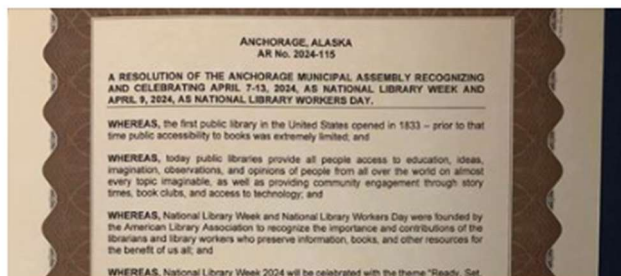 ANCHORAGE, ALASKA
AR No. 2024-115
A RESOLUTION OF THE ANCHORAGE MUNICIPAL ASSEMBLY RECOGNIZING
AND CELEBRATING APRIL 7-13, 2024, AS NATIONAL LIBRARY WEEK AND
APRIL 9, 2024, AS NATIONAL LIBRARY WORKERS DAY.
WHEREAS, the first public library in the United States opened in 1833 – prior to that
time public accessibility to books was extremely limited; and
WHEREAS, today public libraries provide all people access to education, ideas,
imagination, observations, and opinions of people from all over the world on almost
every topic imaginable, as well as providing community engagement through story
times, book clubs, and access to technology; and
WHEREAS, National Library Week and National Library Workers Day were founded by
the American Library Association to recognize the importance and contributions of the
librarians and library workers who preserve information, books, and other resources for
the benefit of us all; and
WHEREAS, National Library Week 2024 will be celebrated with the theme "Ready, Set,